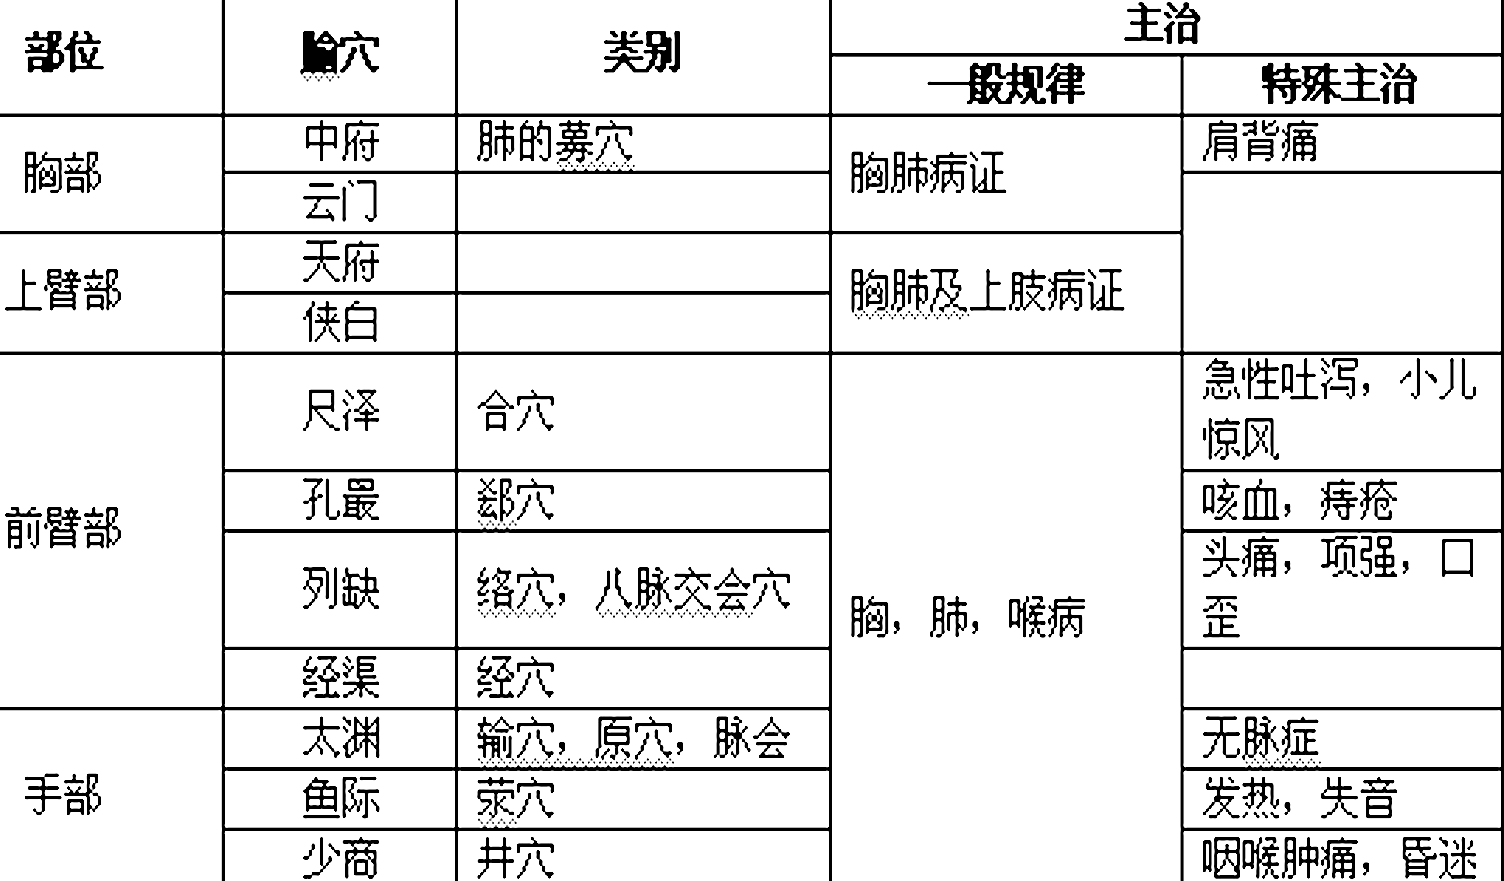 部位 腧穴 类别 主治
一般规律 特殊主治
胸部 中府 肺的募穴 胸肺病证 肩背痛
云门
上臂部 天府 胸肺及上肢病证
侠白
前臂部 尺泽 合穴 胸，肺，喉病 急性吐泻，小儿
惊风
孔最 郄穴 咳血，痔疮
列缺 络穴，八脉交会穴 头痛，项强，口
歪
经渠 经穴
手部 太渊 输穴，原穴，脉会 无脉症
鱼际 荥穴 发热，失音
少商 井穴 咽喉肿痛，昏迷